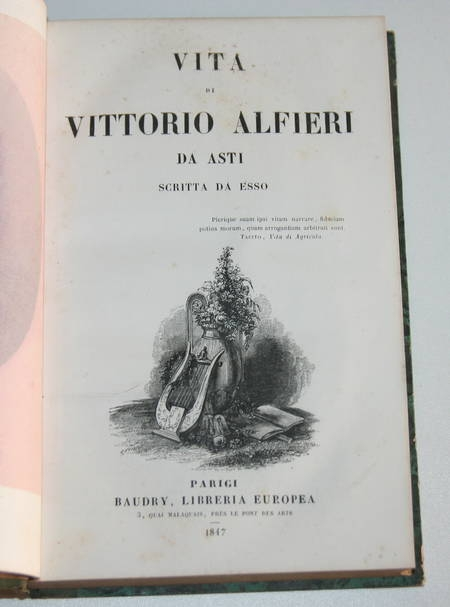 VITA
DI
VITTORIO ALFIERI
DA ASTI
SCRITTA DA ESSO
Plerique suam ipsi vitam narrare, fiduciam
potius morum, quam arrogantiam arbitrati sunt.
TACITO, Vita di Agricola.
PARIGI
BAUDRY, LIBRERIA EUROPEA
3, QUAI MALAQUAIS, PRÈS LE PONT DES ARTS
1847